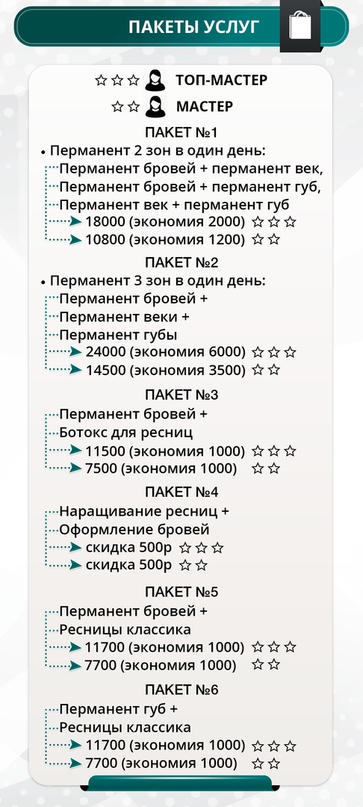 ПАКЕТЫ УСЛУГ
☆☆☆ ТОП-МАСТЕР
☆☆ МАСТЕР
ПАКЕТ №1
• Перманент 2 зон в один день:
Перманент бровей + перманент век,
Перманент бровей + перманент губ,
Перманент век + перманент губ
18000 (экономия 2000) ☆☆☆
10800 (экономия 1200) ☆☆
ПАКЕТ №2
• Перманент 3 зон в один день:
Перманент бровей +
Перманент веки +
Перманент губы
24000 (экономия 6000) ☆☆☆
14500 (экономия 3500) ☆☆
ПАКЕТ №3
Перманент бровей +
Ботокс для ресниц
11500 (экономия 1000) ☆☆☆
7500 (экономия 1000) ☆☆
ПАКЕТ №4
Наращивание ресниц +
Оформление бровей
скидка 500р ☆☆☆
скидка 500р ☆☆
ПАКЕТ №5
Перманент бровей +
Ресницы классика
11700 (экономия 1000) ☆☆☆
7700 (экономия 1000) ☆☆
ПАКЕТ №6
Перманент губ +
Ресницы классика
11700 (экономия 1000) ☆☆☆
7700 (экономия 1000) ☆☆